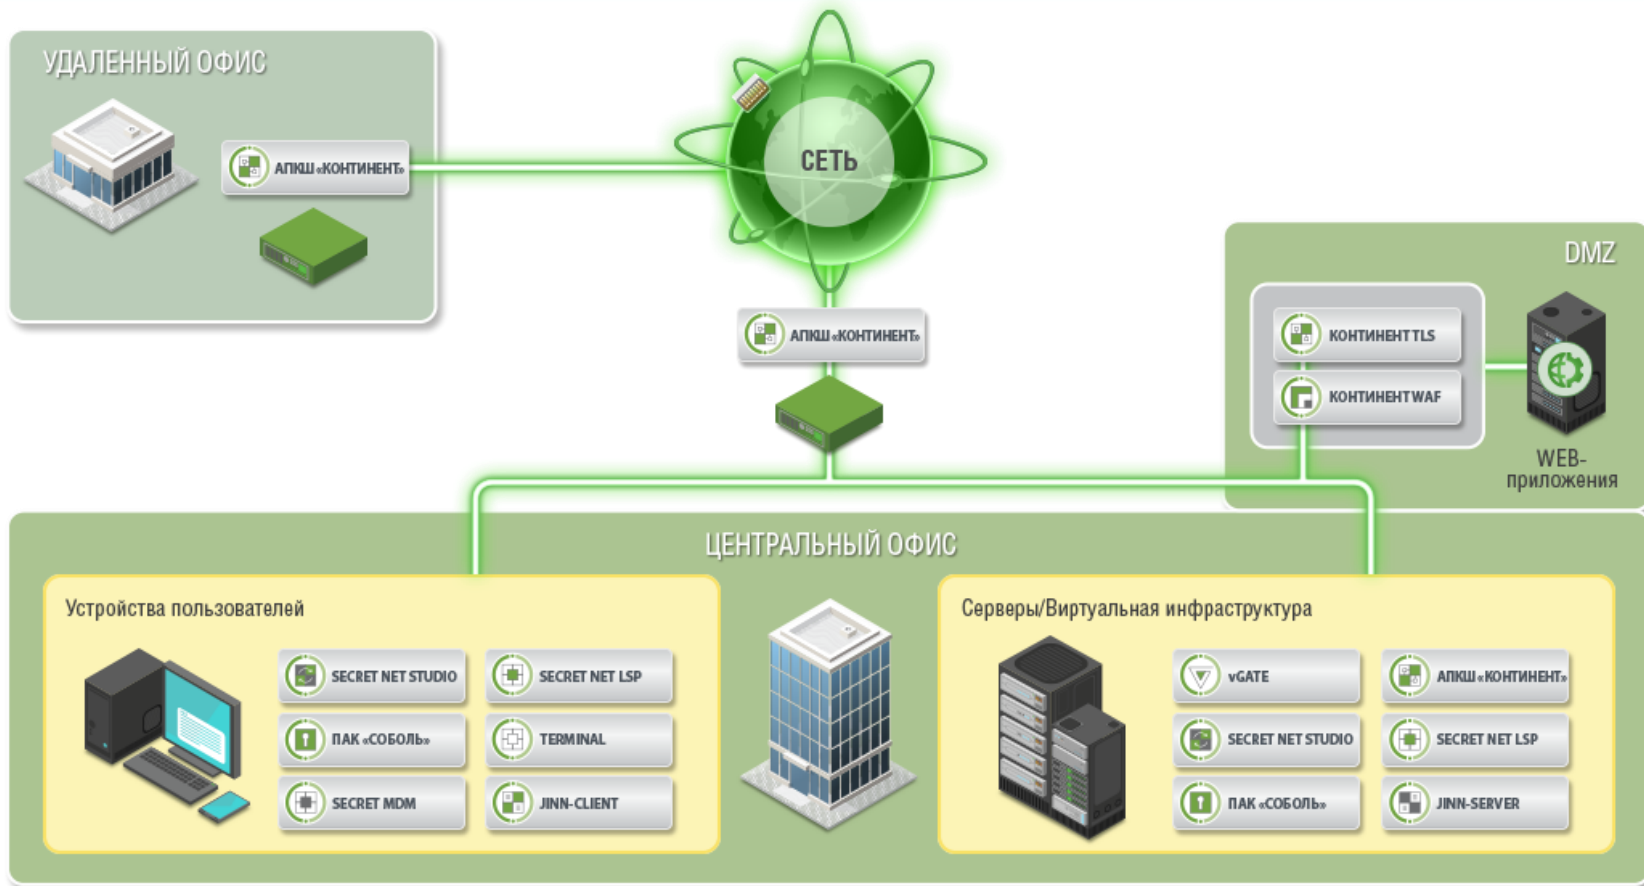 УДАЛЕННЫЙ ОФИС
АПКШ «КОНТИНЕНТ»
СЕТЬ
АПКШ «КОНТИНЕНТ»
DMZ
КОНТИНЕНТ TLS
КОНТИНЕНТ WAF
WEB-
приложения
ЦЕНТРАЛЬНЫЙ ОФИС
Устройства пользователей
SECRET NET STUDIO
SECRET NET LSP
ПАК «СОБОЛЬ»
TERMINAL
SECRET MDM
JINN-CLIENT
Серверы/Виртуальная инфраструктура
vGATE
АПКШ «КОНТИНЕНТ»
SECRET NET STUDIO
SECRET NET LSP
ПАК «СОБОЛЬ»
JINN-SERVER